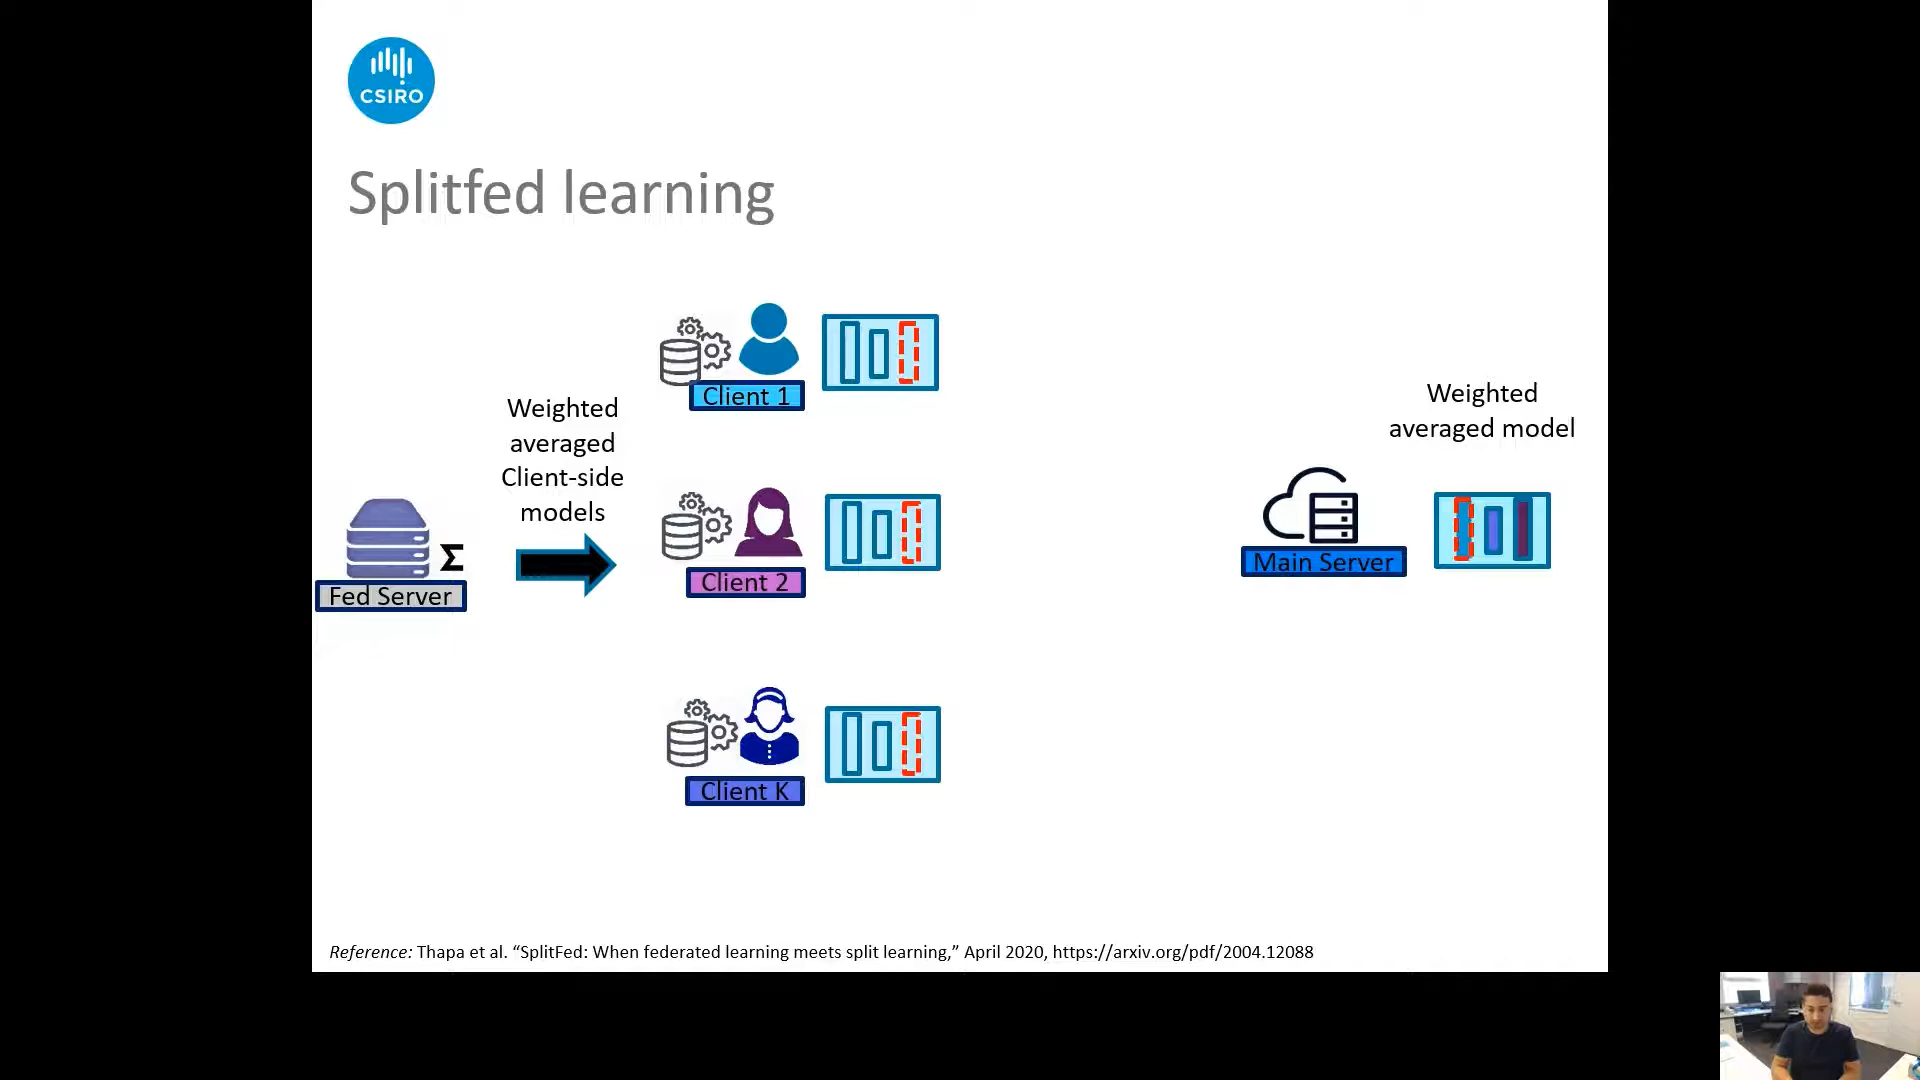 CSIRO
Splitfed learning
Client 1
Weighted
averaged
Client-side
models
Weighted
averaged model
Σ
Fed Server
Client 2
Main Server
Client K
Reference: Thapa et al. “SplitFed: When federated learning meets split learning,” April 2020, https://arxiv.org/pdf/2004.12088